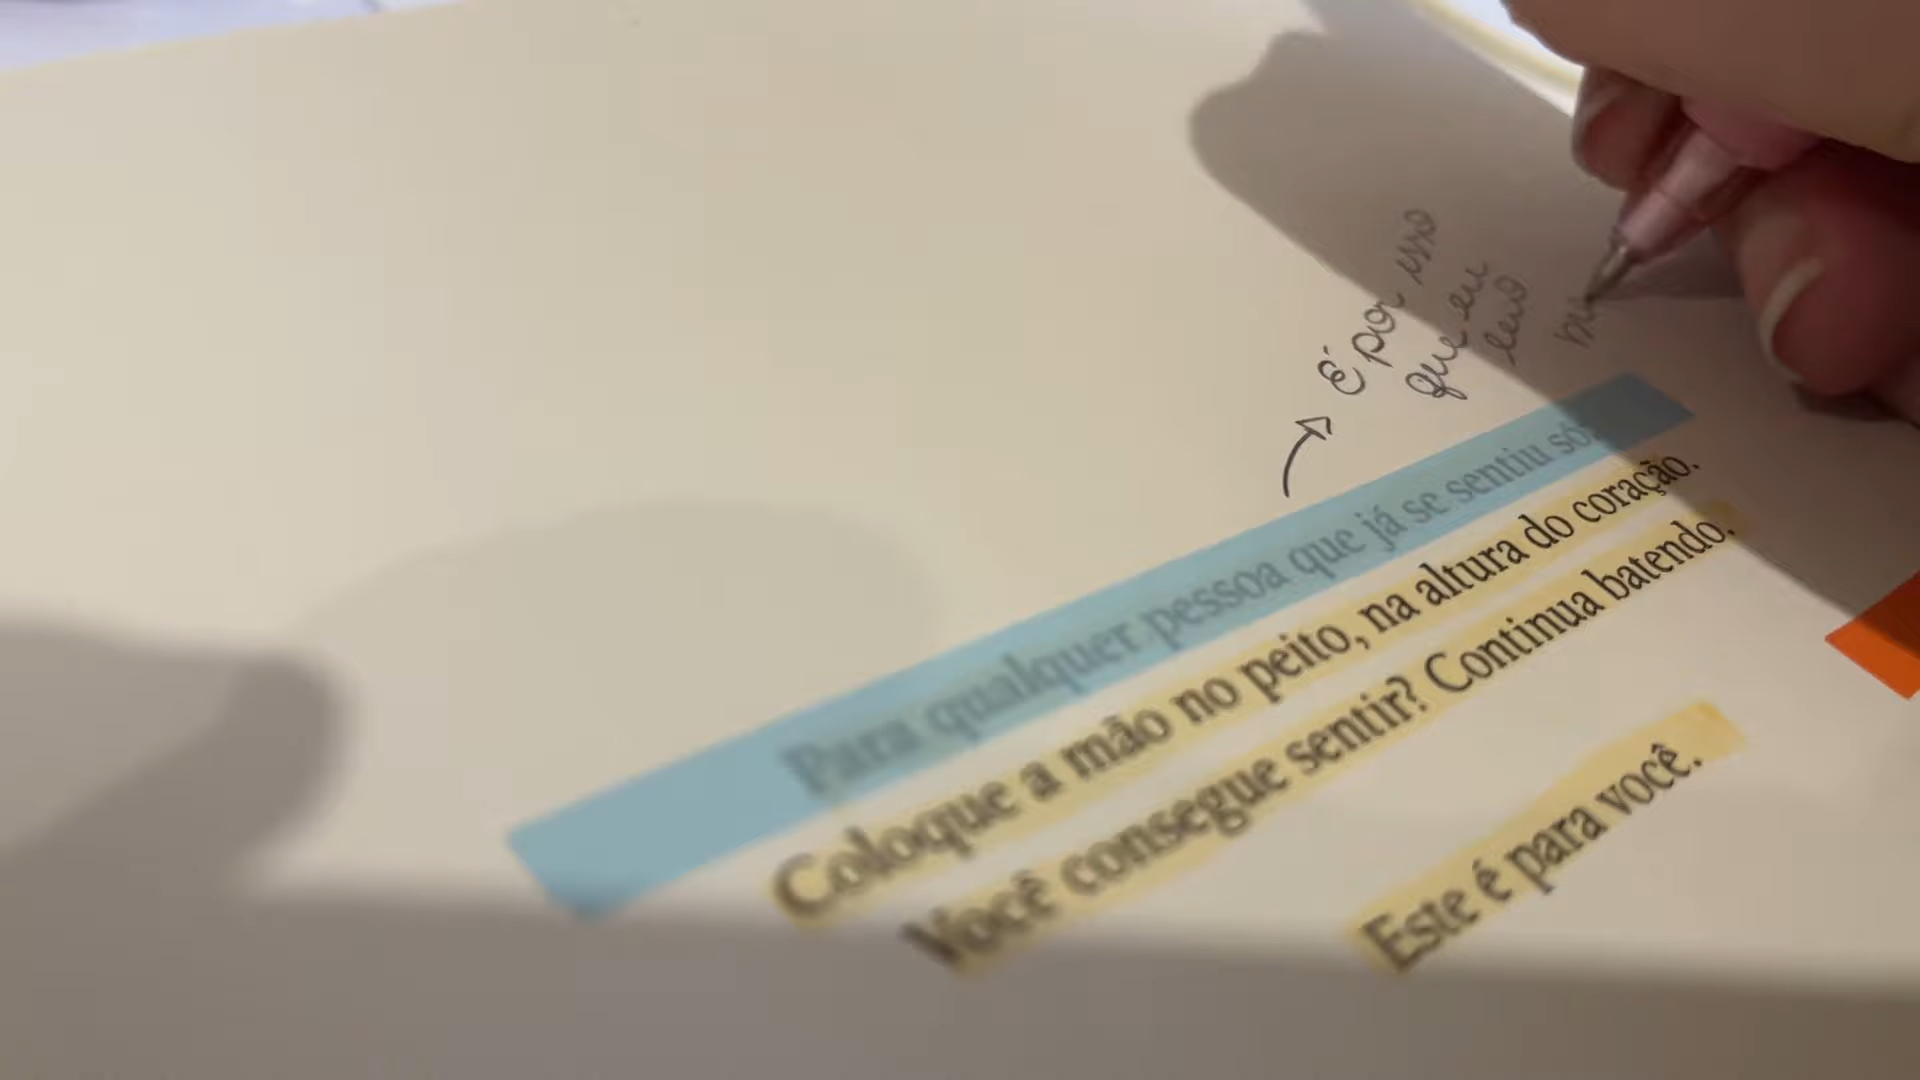 É por isso
que eu
leio
Para qualquer pessoa que já se sentiu só.
Coloque a mão no peito, na altura do coração.
Você consegue sentir? Continua batendo.
Este é para você.